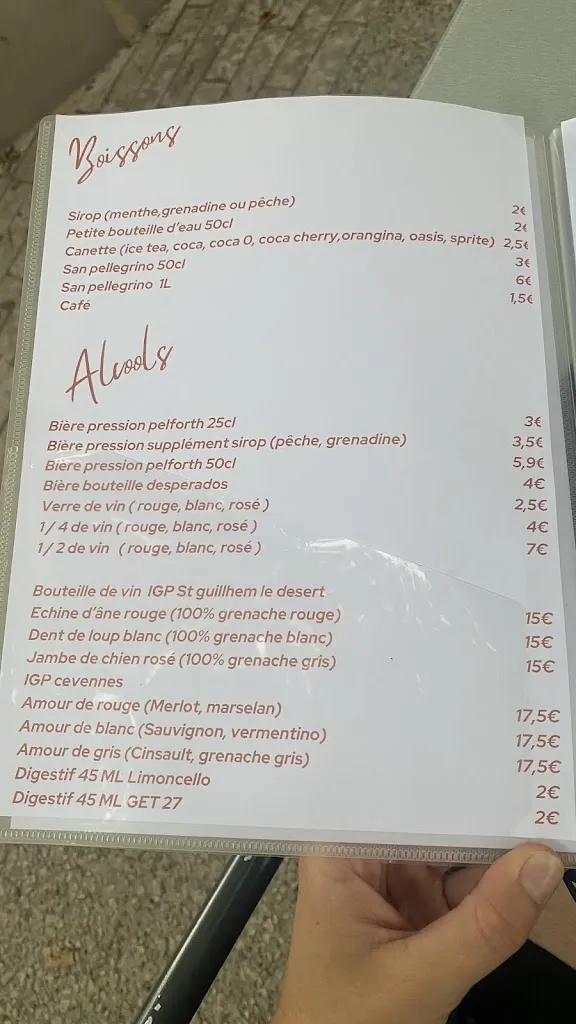 Boissons
Sirop (menthe,grenadine ou pêche) 2€
Petite bouteille d'eau 50cl 2€
Canette (ice tea, coca, coca 0, coca cherry,orangina, oasis, sprite) 2,5€
San pellegrino 50cl 3€
San pellegrino 1L 6€
Café 1,5€
Alcools
Bière pression pelforth 25cl 3€
Bière pression supplément sirop (pêche, grenadine) 3,5€
Bière pression pelforth 50cl 5,9€
Bière bouteille desperados 4€
Verre de vin ( rouge, blanc, rosé ) 2,5€
1/4 de vin ( rouge, blanc, rosé ) 4€
1/2 de vin ( rouge, blanc, rosé ) 7€
Bouteille de vin IGP St guillhem le desert
Echine d'âne rouge (100% grenache rouge) 15€
Dent de loup blanc (100% grenache blanc) 15€
Jambe de chien rosé (100% grenache gris) 15€
IGP cevennes
Amour de rouge (Merlot, marselan) 17,5€
Amour de blanc (Sauvignon, vermentino) 17,5€
Amour de gris (Cinsault, grenache gris) 17,5€
Digestif 45 ML Limoncello 2€
Digestif 45 ML GET 27 2€